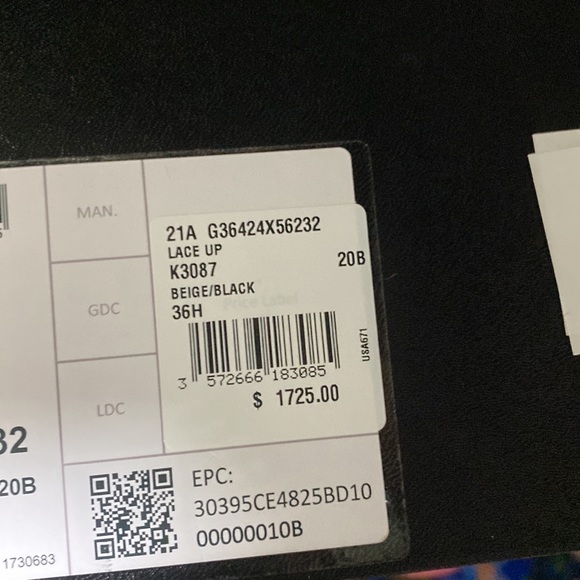 MAN.
GDC
LDC
21A G36424X56232
LACE UP
K3087 20B
BEIGE/BLACK
Price Label
36H
USA671
3 572666 183085
$ 1725.00
32
20B
1730683
EPC:
30395CE4825BD10
00000010B